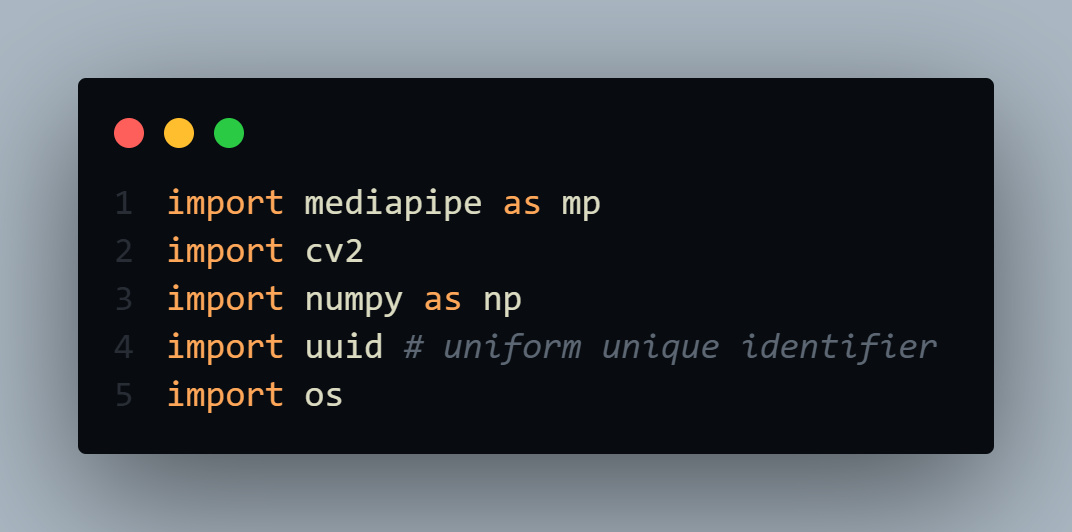 1 import mediapipe as mp
2 import cv2
3 import numpy as np
4 import uuid # uniform unique identifier
5 import os